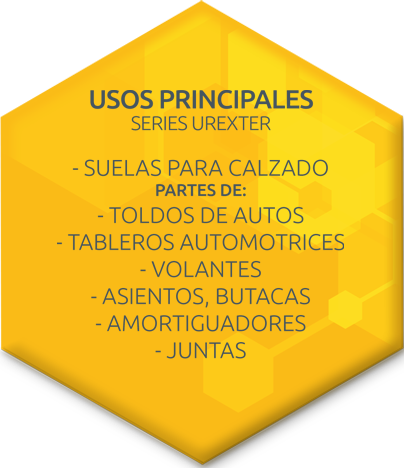 USOS PRINCIPALES
SERIES UREXTER
- SUELAS PARA CALZADO
PARTES DE:
- TOLDOS DE AUTOS
- TABLEROS AUTOMOTRICES
- VOLANTES
- ASIENTOS, BUTACAS
- AMORTIGUADORES
- JUNTAS